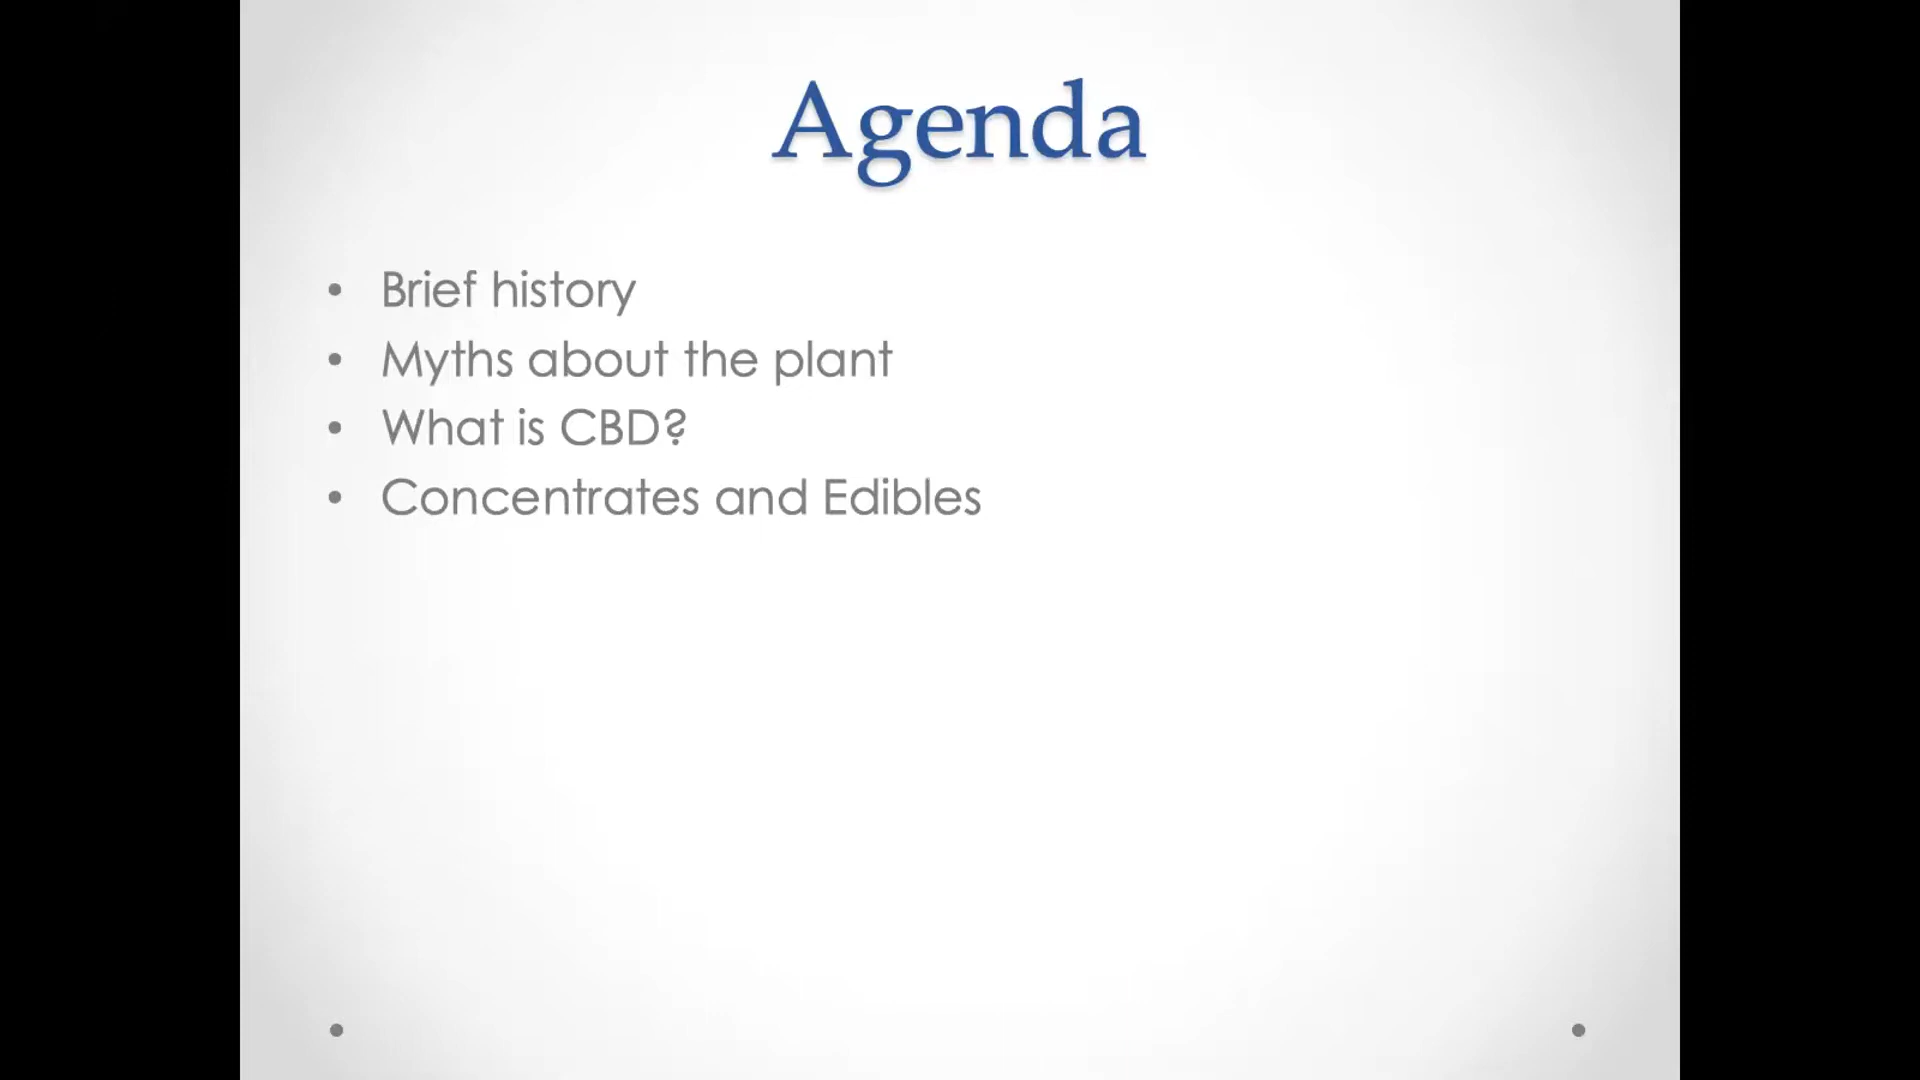 Agenda
• Brief history
• Myths about the plant
• What is CBD?
• Concentrates and Edibles